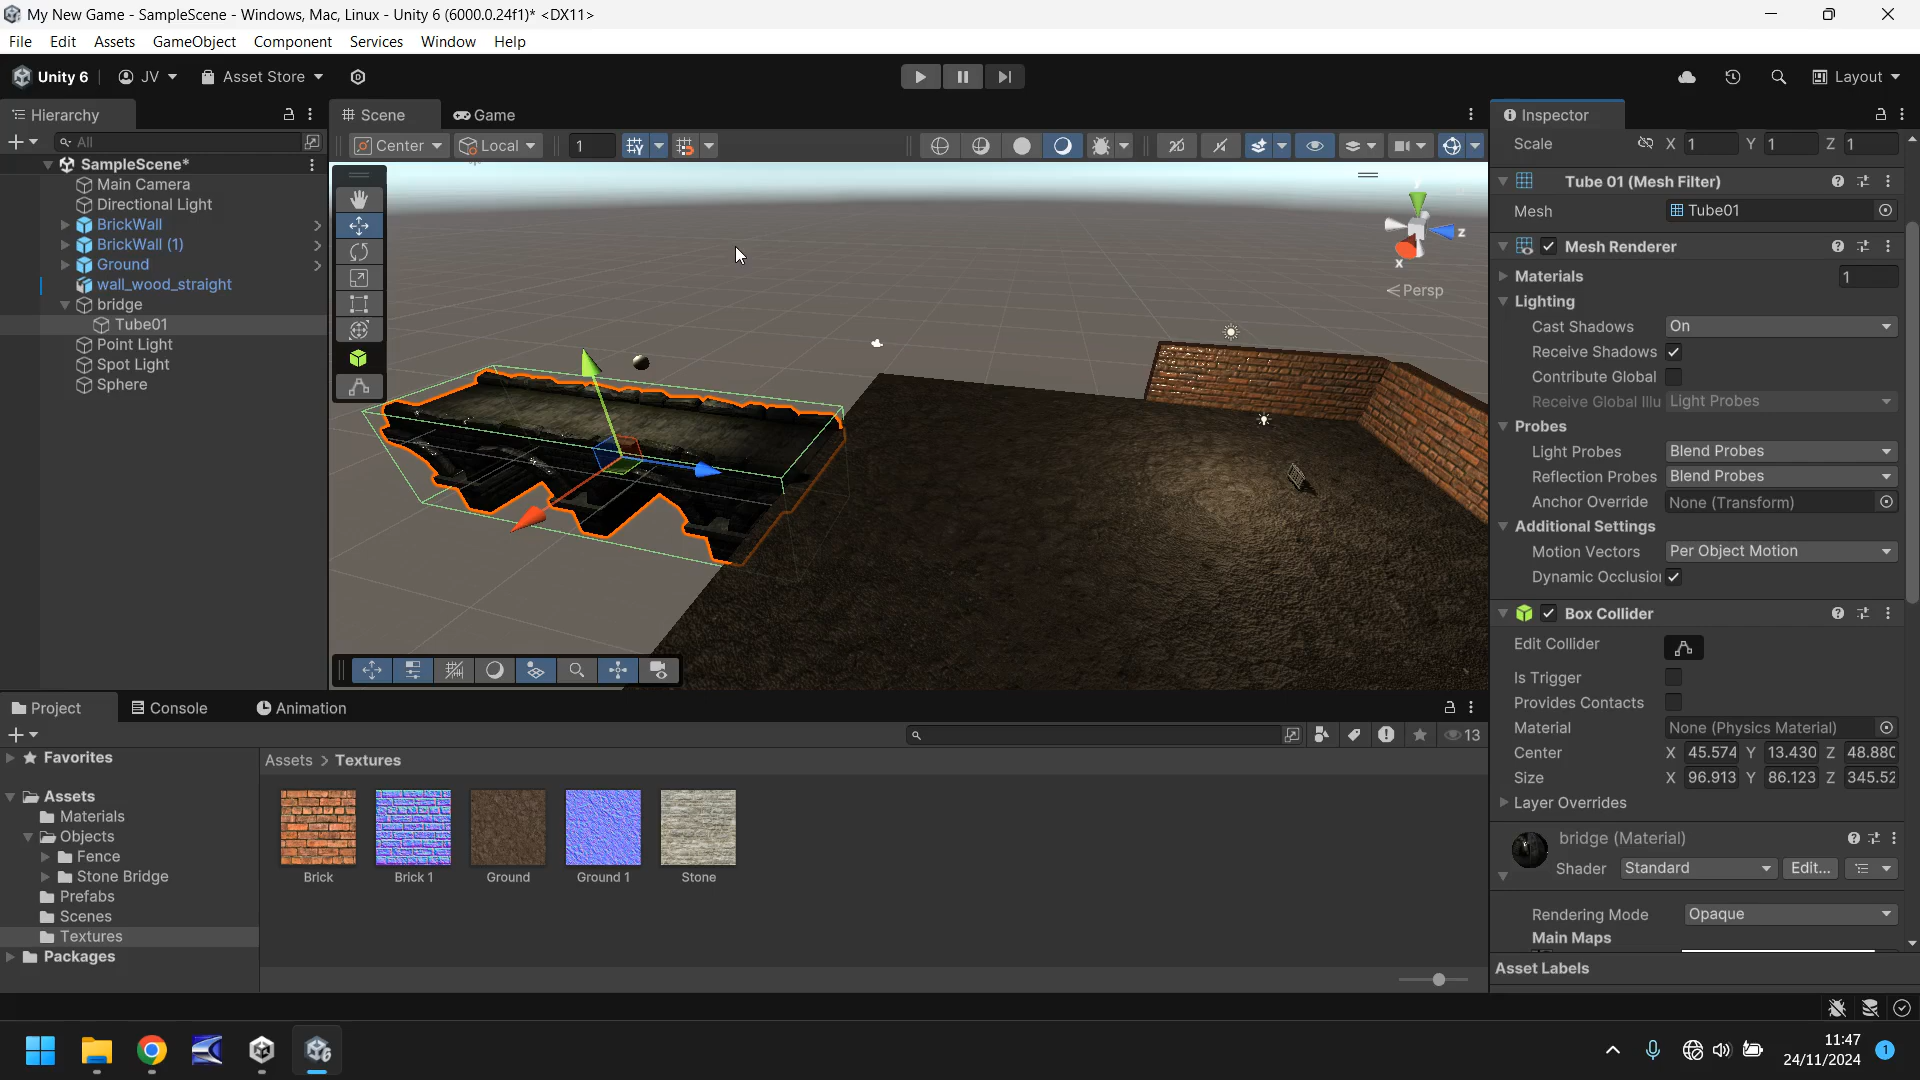 My New Game - SampleScene - Windows, Mac, Linux - Unity 6 (6000.0.24f1)* <DX11>
File Edit Assets GameObject Component Services Window Help
Unity 6 JV Asset Store Layout
Hierarchy
All
SampleScene*
Main Camera
Directional Light
BrickWall
BrickWall (1)
Ground
wall_wood_straight
bridge
Tube01
Point Light
Spot Light
Sphere
Scene Game
Center Local 1
z
x
Persp
Inspector
Scale X 1 Y 1 Z 1
Tube 01 (Mesh Filter)
Mesh Tube01
Mesh Renderer
Materials 1
Lighting
Cast Shadows On
Receive Shadows
Contribute Global
Receive Global Illu Light Probes
Probes
Light Probes Blend Probes
Reflection Probes Blend Probes
Anchor Override None (Transform)
Additional Settings
Motion Vectors Per Object Motion
Dynamic Occlusio
Box Collider
Edit Collider
Is Trigger
Provides Contacts
Material None (Physics Material)
Center X 45.574 Y 13.430 Z 48.880
Size X 96.913 Y 86.123 Z 345.52
Layer Overrides
bridge (Material)
Shader Standard Edit...
Rendering Mode Opaque
Main Maps
Asset Labels
Project Console Animation
13
Favorites
Assets
Materials
Objects
Fence
Stone Bridge
Prefabs
Scenes
Textures
Packages
Assets > Textures
Brick Brick 1 Ground Ground 1 Stone
11:47
24/11/2024
1